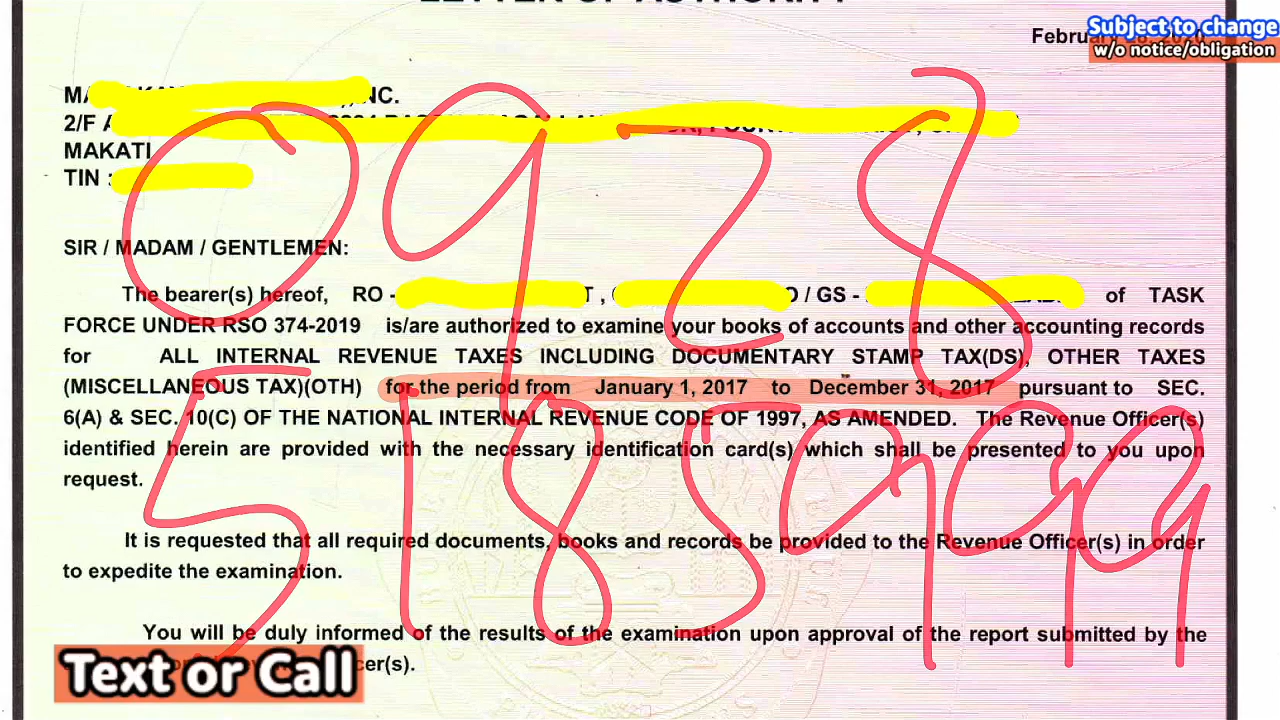 LETTER OF AUTHORITY
Subject to change
w/o notice/obligation
INC.
2/F
MAKATI
TIN :
SIR / MADAM / GENTLEMEN:
The bearer(s) hereof, RO - T , O / GS - of TASK
FORCE UNDER RSO 374-2019 is/are authorized to examine your books of accounts and other accounting records
for ALL INTERNAL REVENUE TAXES INCLUDING DOCUMENTARY STAMP TAX(DS), OTHER TAXES
(MISCELLANEOUS TAX)(OTH) for the period from January 1, 2017 to December 31, 2017 pursuant to SEC.
6(A) & SEC. 10(C) OF THE NATIONAL INTERNAL REVENUE CODE OF 1997, AS AMENDED. The Revenue Officer(s)
identified herein are provided with the necessary identification card(s) which shall be presented to you upon
request.
It is requested that all required documents, books and records be provided to the Revenue Officer(s) in order
to expedite the examination.
You will be duly informed of the results of the examination upon approval of the report submitted by the
0928
5185999
Text or Call